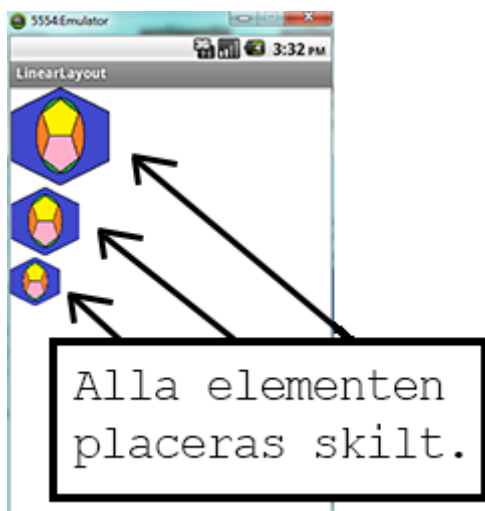 5554:Emulator
3:32 PM
LinearLayout
Alla elementen
placeras skilt.